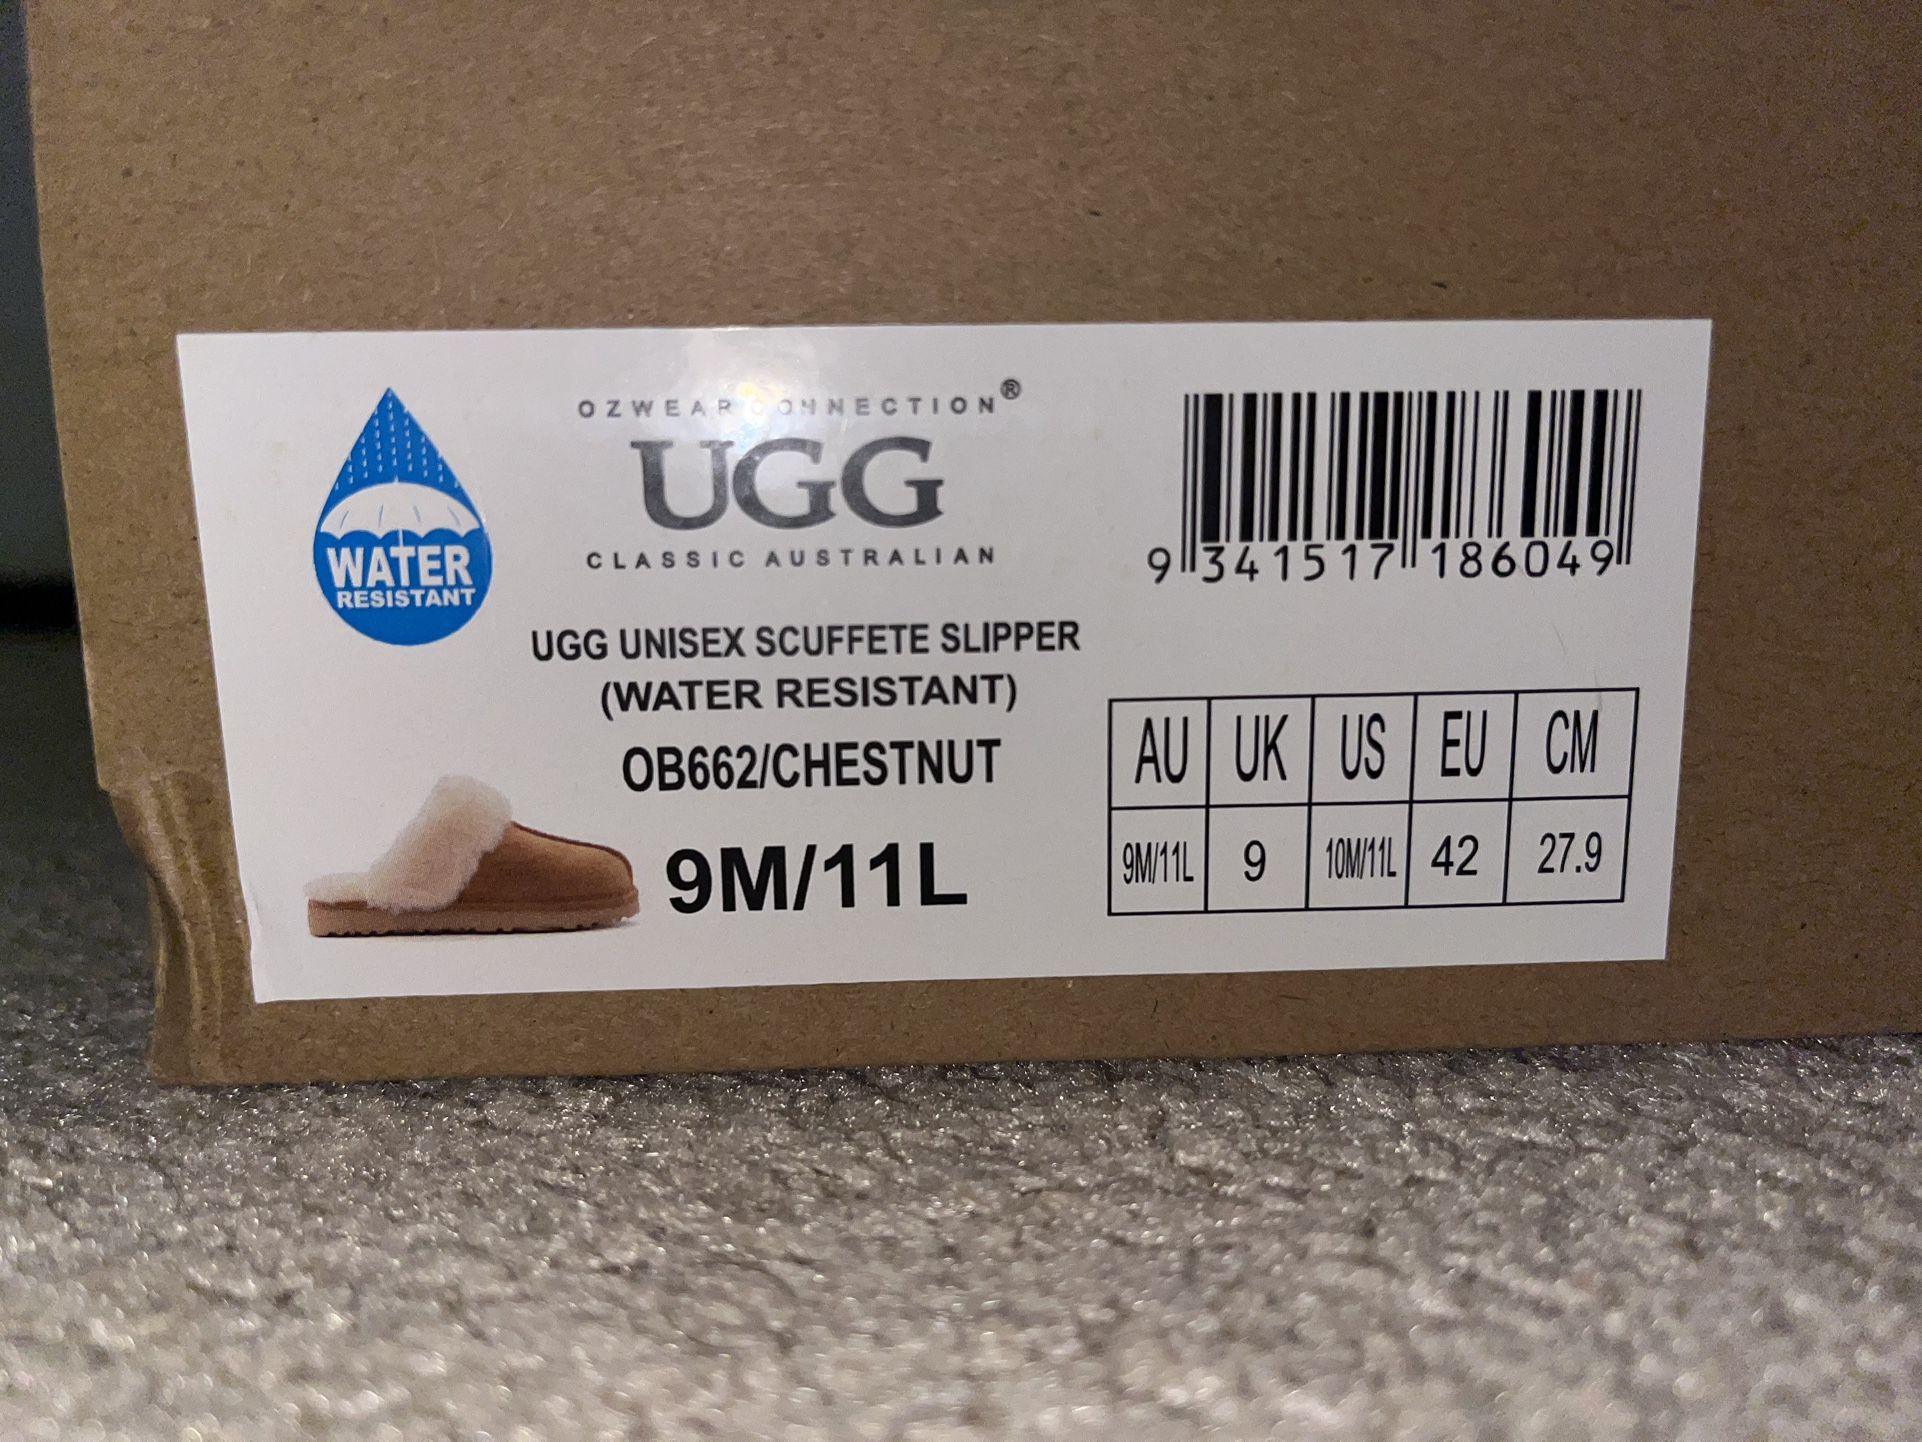 WATER
RESISTANT
OZWEAR CONNECTION®
UGG
CLASSIC AUSTRALIAN
UGG UNISEX SCUFFETE SLIPPER
(WATER RESISTANT)
OB662/CHESTNUT
9M/11L
9 341517 186049
AU UK US EU CM
9M/11L 9 10M/11L 42 27.9